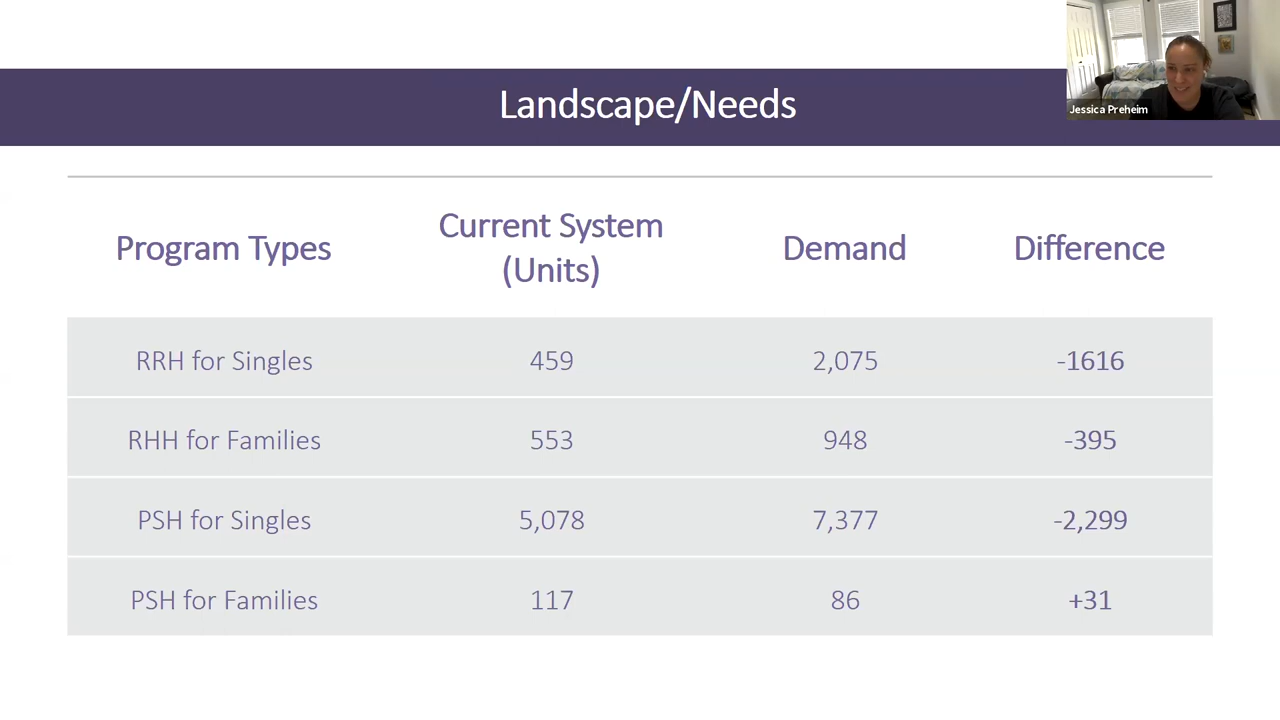 Landscape/Needs
Jessica Preheim
Program Types
Current System
(Units)
Demand
Difference
RRH for Singles 459 2,075 -1616
RHH for Families 553 948 -395
PSH for Singles 5,078 7,377 -2,299
PSH for Families 117 86 +31